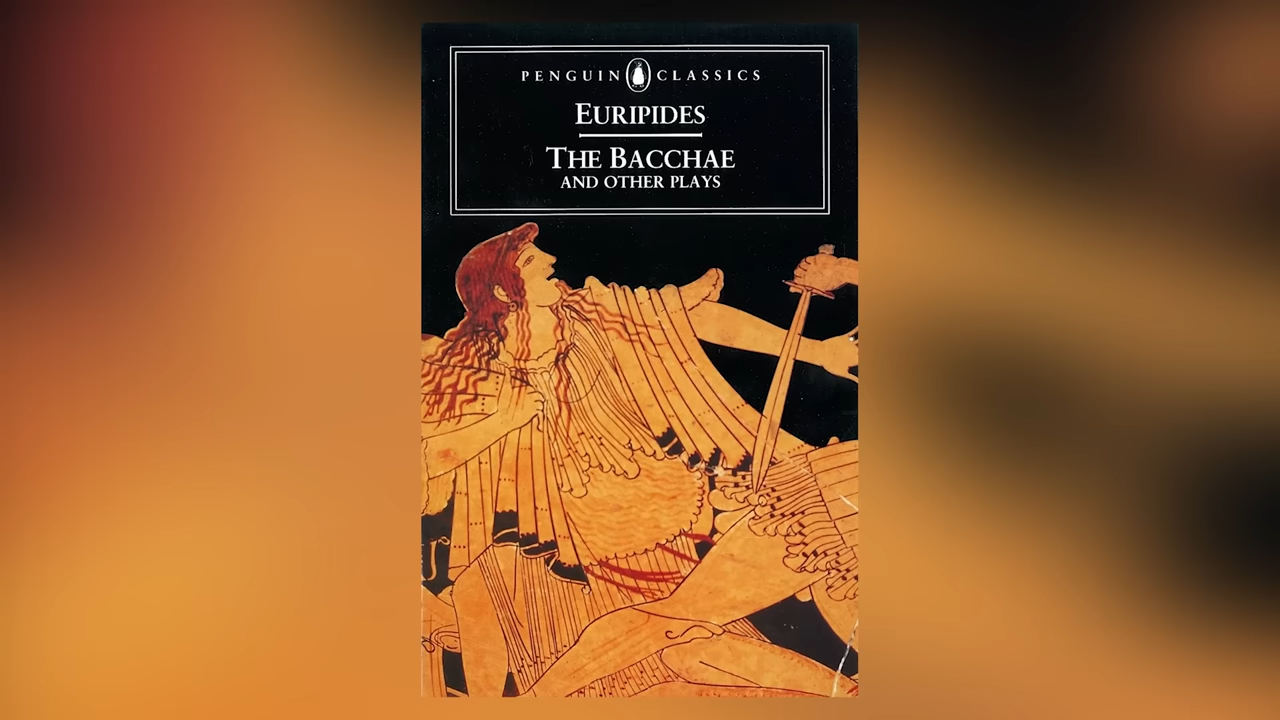 PENGUIN CLASSICS
EURIPIDES
THE BACCHAE
AND OTHER PLAYS